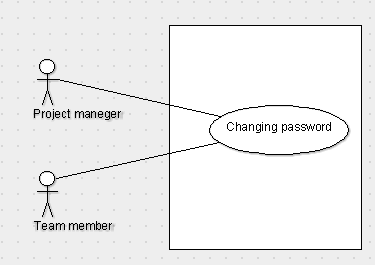 Project maneger
Changing password
Team member